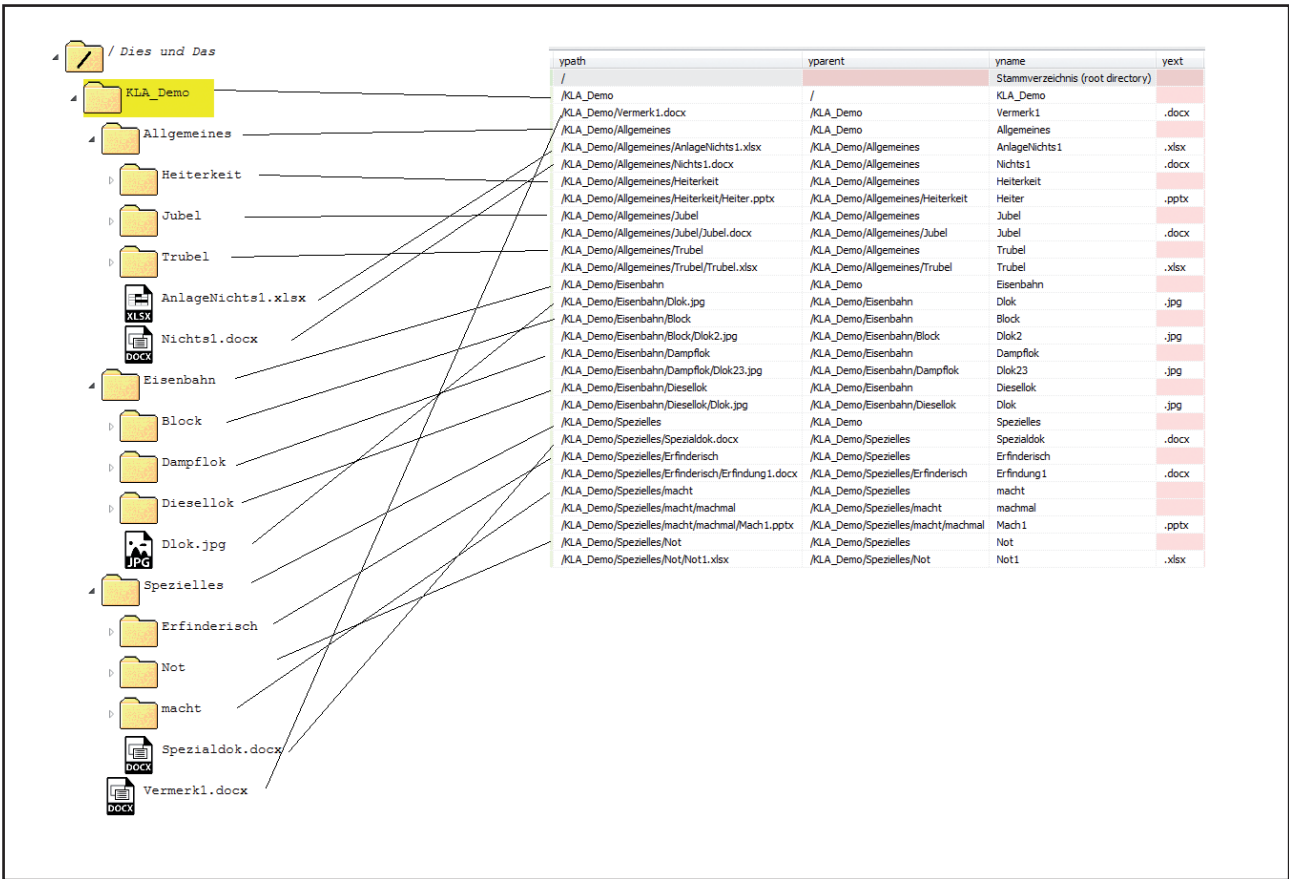 / Dies und Das
KLA_Demo
Allgemeines
Heiterkeit
Jubel
Trubel
XLSX AnlageNichts1.xlsx
DOCX Nichts1.docx
Eisenbahn
Block
Dampflok
Diesellok
JPG Dlok.jpg
Spezielles
Erfinderisch
Not
macht
DOCX Spezialdok.docx
DOCX Vermerk1.docx
ypath yparent yname yext
/ Stammverzeichnis (root directory)
/KLA_Demo / KLA_Demo
/KLA_Demo/Vermerk1.docx /KLA_Demo Vermerk1 .docx
/KLA_Demo/Allgemeines /KLA_Demo Allgemeines
/KLA_Demo/Allgemeines/AnlageNichts1.xlsx /KLA_Demo/Allgemeines AnlageNichts1 .xlsx
/KLA_Demo/Allgemeines/Nichts1.docx /KLA_Demo/Allgemeines Nichts1 .docx
/KLA_Demo/Allgemeines/Heiterkeit /KLA_Demo/Allgemeines Heiterkeit
/KLA_Demo/Allgemeines/Heiterkeit/Heiter.pptx /KLA_Demo/Allgemeines/Heiterkeit Heiter .pptx
/KLA_Demo/Allgemeines/Jubel /KLA_Demo/Allgemeines Jubel
/KLA_Demo/Allgemeines/Jubel/Jubel.docx /KLA_Demo/Allgemeines/Jubel Jubel .docx
/KLA_Demo/Allgemeines/Trubel /KLA_Demo/Allgemeines Trubel
/KLA_Demo/Allgemeines/Trubel/Trubel.xlsx /KLA_Demo/Allgemeines/Trubel Trubel .xlsx
/KLA_Demo/Eisenbahn /KLA_Demo Eisenbahn
/KLA_Demo/Eisenbahn/Dlok.jpg /KLA_Demo/Eisenbahn Dlok .jpg
/KLA_Demo/Eisenbahn/Block /KLA_Demo/Eisenbahn Block
/KLA_Demo/Eisenbahn/Block/Dlok2.jpg /KLA_Demo/Eisenbahn/Block Dlok2 .jpg
/KLA_Demo/Eisenbahn/Dampflok /KLA_Demo/Eisenbahn Dampflok
/KLA_Demo/Eisenbahn/Dampflok/Dlok23.jpg /KLA_Demo/Eisenbahn/Dampflok Dlok23 .jpg
/KLA_Demo/Eisenbahn/Diesellok /KLA_Demo/Eisenbahn Diesellok
/KLA_Demo/Eisenbahn/Diesellok/Dlok.jpg /KLA_Demo/Eisenbahn/Diesellok Dlok .jpg
/KLA_Demo/Spezielles /KLA_Demo Spezielles
/KLA_Demo/Spezielles/Spezialdok.docx /KLA_Demo/Spezielles Spezialdok .docx
/KLA_Demo/Spezielles/Erfinderisch /KLA_Demo/Spezielles Erfinderisch
/KLA_Demo/Spezielles/Erfinderisch/Erfindung1.docx /KLA_Demo/Spezielles/Erfinderisch Erfindung1 .docx
/KLA_Demo/Spezielles/macht /KLA_Demo/Spezielles macht
/KLA_Demo/Spezielles/macht/machmal /KLA_Demo/Spezielles/macht machmal
/KLA_Demo/Spezielles/macht/machmal/Mach1.pptx /KLA_Demo/Spezielles/macht/machmal Mach1 .pptx
/KLA_Demo/Spezielles/Not /KLA_Demo/Spezielles Not
/KLA_Demo/Spezielles/Not/Not1.xlsx /KLA_Demo/Spezielles/Not Not1 .xlsx